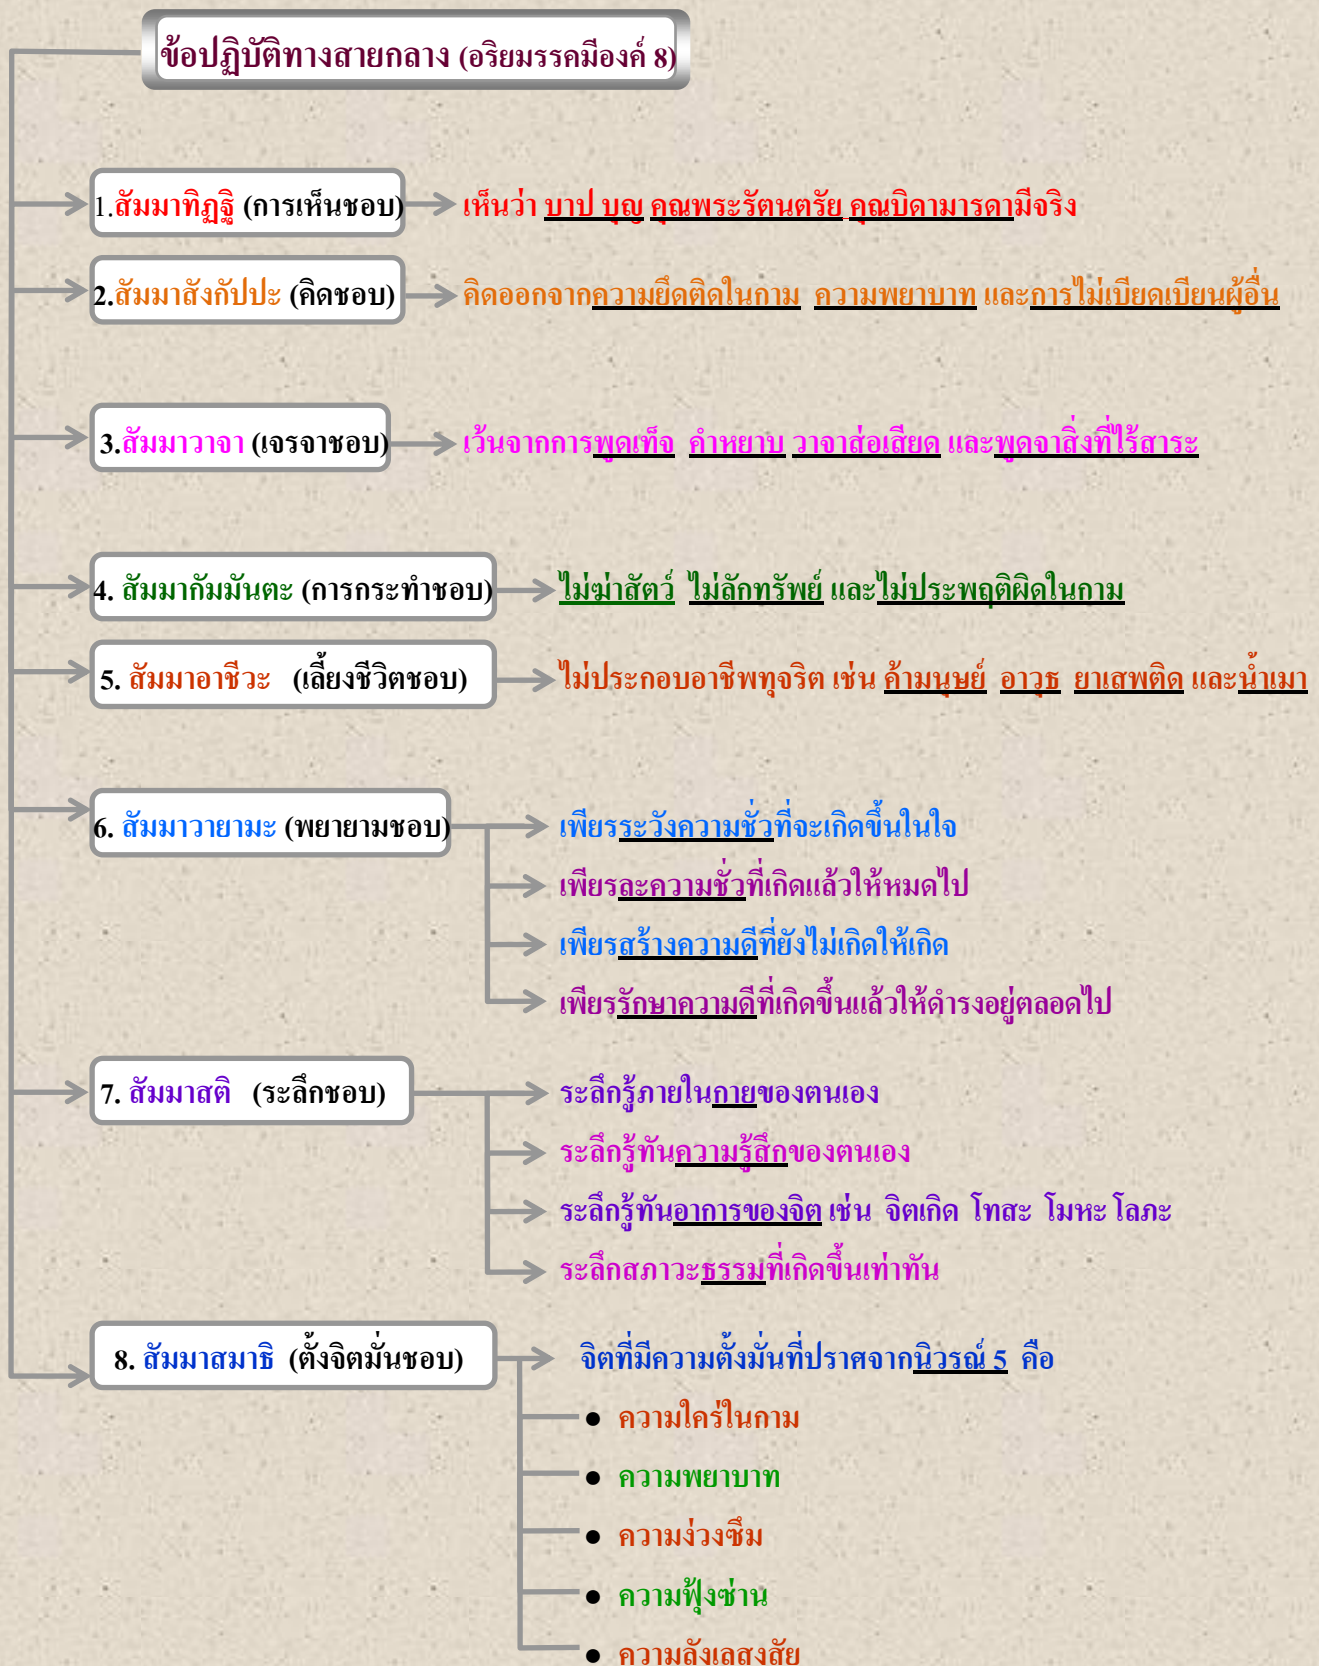 ข้อปฏิบัติทางสายกลาง (อริยมรรคมีองค์ 8)
1.สัมมาทิฏฐิ (การเห็นชอบ) เห็นว่า บาป บุญ คุณพระรัตนตรัย คุณบิดามารดามีจริง
2.สัมมาสังกัปปะ (คิดชอบ) คิดออกจากความยึดติดในกาม ความพยาบาท และการไม่เบียดเบียนผู้อื่น
3.สัมมาวาจา (เจรจาชอบ) เว้นจากการพูดเท็จ คำหยาบ วาจาส่อเสียด และพูดจาสิ่งที่ไร้สาระ
4. สัมมากัมมันตะ (การกระทำชอบ) ไม่ฆ่าสัตว์ ไม่ลักทรัพย์ และไม่ประพฤติผิดในกาม
5. สัมมาอาชีวะ (เลี้ยงชีวิตชอบ) ไม่ประกอบอาชีพทุจริต เช่น ค้ามนุษย์ อาวุธ ยาเสพติด และน้ำเมา
6. สัมมาวายามะ (พยายามชอบ) เพียรระวังความชั่วที่จะเกิดขึ้นในใจ
เพียรละความชั่วที่เกิดแล้วให้หมดไป
เพียรสร้างความดีที่ยังไม่เกิดให้เกิด
เพียรรักษาความดีที่เกิดขึ้นแล้วให้ดำรงอยู่ตลอดไป
7. สัมมาสติ (ระลึกชอบ) ระลึกรู้ภายในกายของตนเอง
ระลึกรู้ทันความรู้สึกของตนเอง
ระลึกรู้ทันอาการของจิต เช่น จิตเกิด โทสะ โมหะ โลภะ
ระลึกสภาวะธรรมที่เกิดขึ้นเท่าทัน
8. สัมมาสมาธิ (ตั้งจิตมั่นชอบ) จิตที่มีความตั้งมั่นที่ปราศจากนิวรณ์ 5 คือ
● ความใคร่ในกาม
● ความพยาบาท
● ความง่วงซึม
● ความฟุ้งซ่าน
● ความลังเลสงสัย